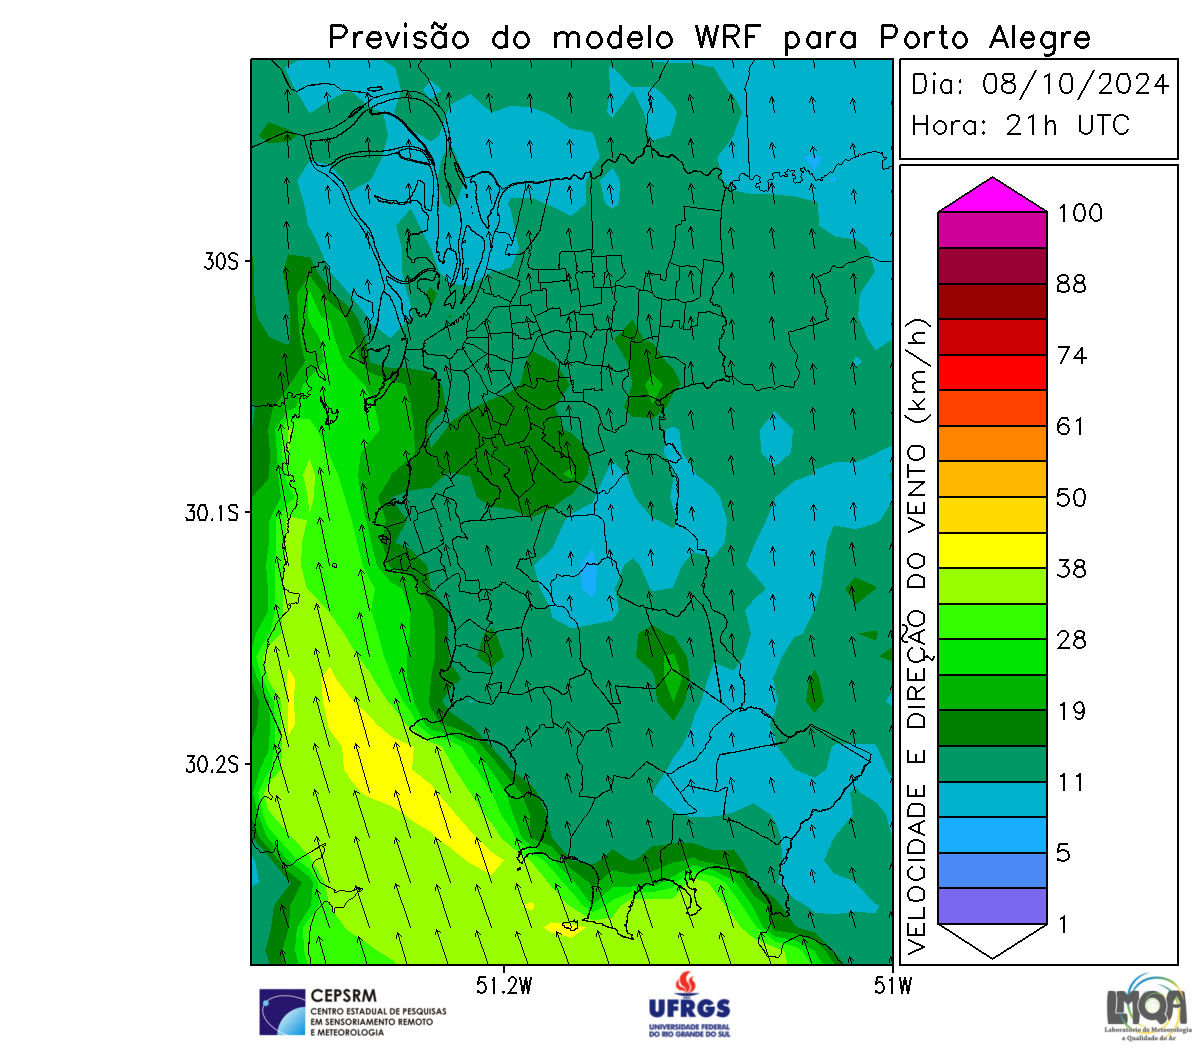 Previsão do modelo WRF para Porto Alegre
Dia: 08/10/2024
Hora: 21h UTC
30S
30.1S
30.2S
51.2W
51W
VELOCIDADE E DIREÇÃO DO VENTO (km/h)
100
88
74
61
50
38
28
19
11
5
1
CEPSRM
CENTRO ESTADUAL DE PESQUISAS
EM SENSORIAMENTO REMOTO
E METEOROLOGIA
UFRGS
UNIVERSIDADE FEDERAL
DO RIO GRANDE DO SUL
LMQA
Laboratório de Meteorologia
e Qualidade do Ar